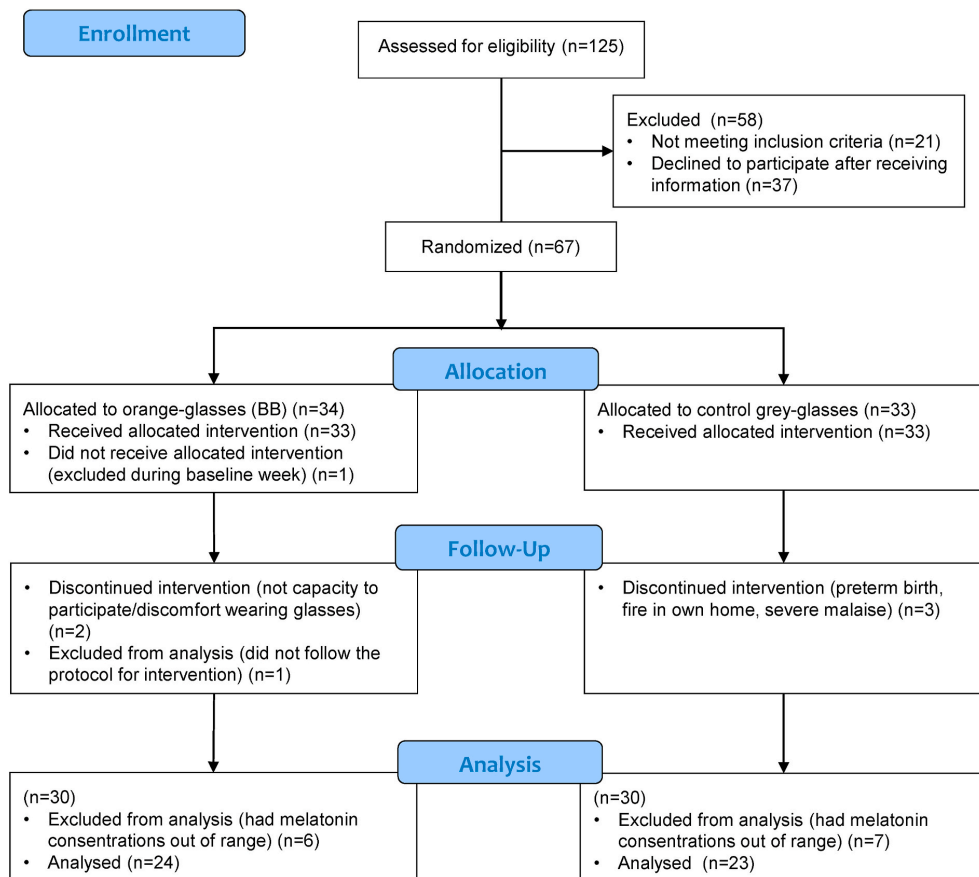 Enrollment
Assessed for eligibility (n=125)
Excluded (n=58)
• Not meeting inclusion criteria (n=21)
• Declined to participate after receiving
information (n=37)
Randomized (n=67)
Allocation
Allocated to orange-glasses (BB) (n=34)
• Received allocated intervention (n=33)
• Did not receive allocated intervention
(excluded during baseline week) (n=1)
Allocated to control grey-glasses (n=33)
• Received allocated intervention (n=33)
Follow-Up
• Discontinued intervention (not capacity to
participate/discomfort wearing glasses)
(n=2)
• Excluded from analysis (did not follow the
protocol for intervention) (n=1)
• Discontinued intervention (preterm birth,
fire in own home, severe malaise) (n=3)
Analysis
(n=30)
• Excluded from analysis (had melatonin
concentrations out of range) (n=6)
• Analysed (n=24)
(n=30)
• Excluded from analysis (had melatonin
concentrations out of range) (n=7)
• Analysed (n=23)